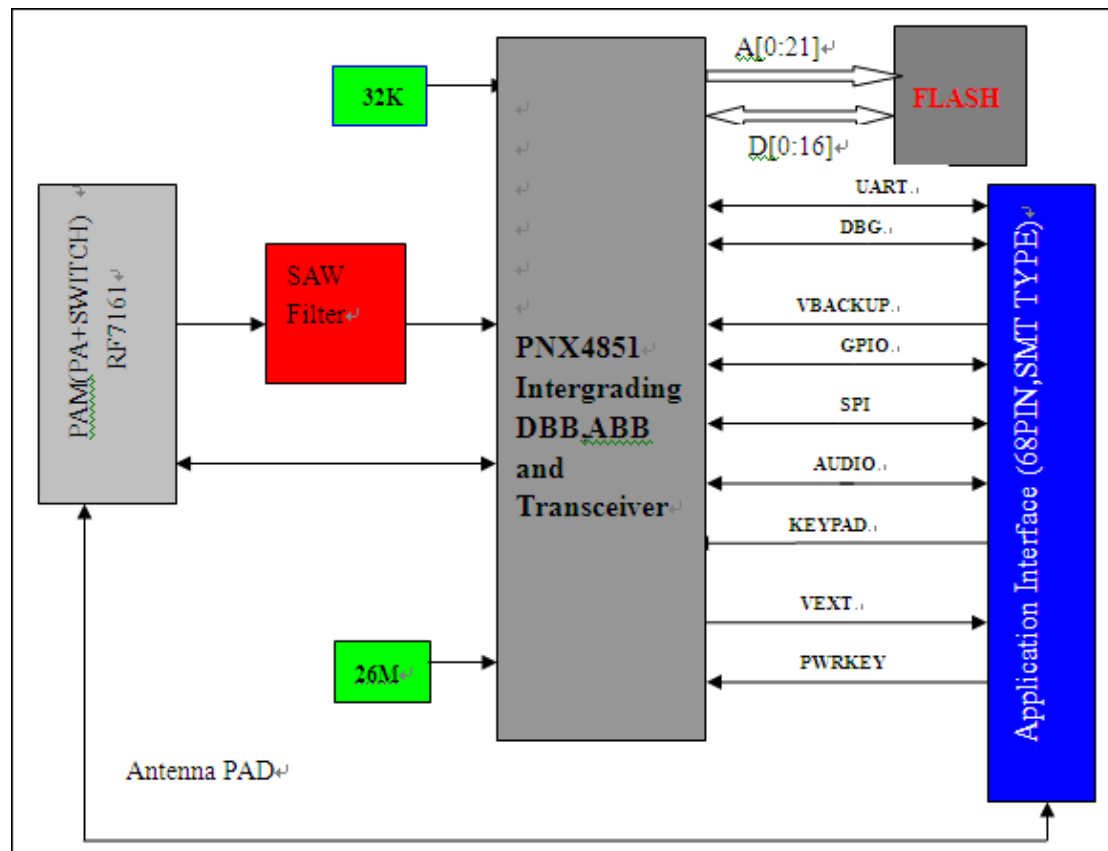 A[0:21]
32K
FLASH
D[0:16]
UART.
DBG.
PAM(PA+SWITCH)
RF7161
SAW
Filter
VBACKUP.
GPIO.
PNX4851
Intergrading
DBB,ABB
and
Transceiver
SPI
AUDIO.
KEYPAD.
VEXT.
PWRKEY
Application Interface (68PIN,SMT TYPE)
26M
Antenna PAD